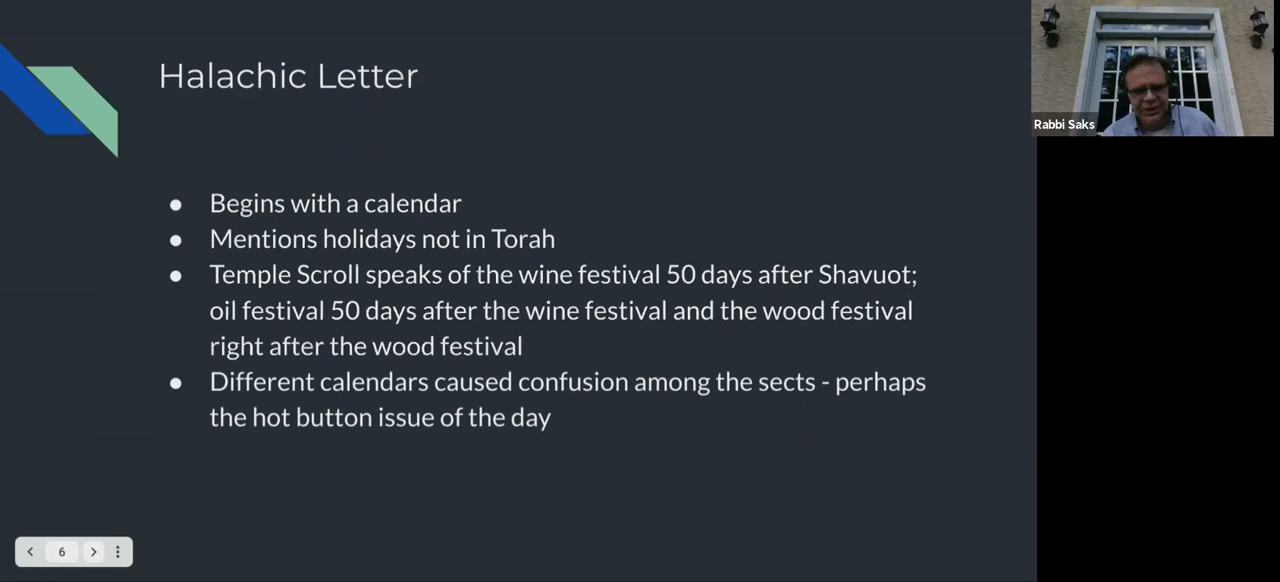 Halachic Letter
Rabbi Saks
● Begins with a calendar
● Mentions holidays not in Torah
● Temple Scroll speaks of the wine festival 50 days after Shavuot;
oil festival 50 days after the wine festival and the wood festival
right after the wood festival
● Different calendars caused confusion among the sects - perhaps
the hot button issue of the day
6